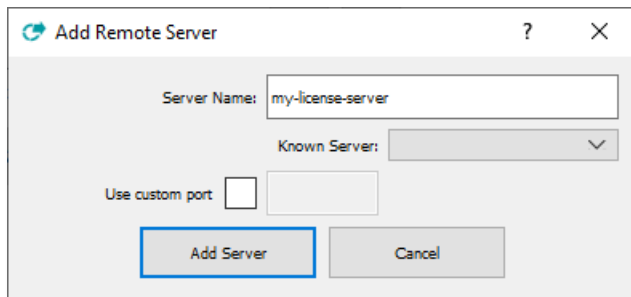 Add Remote Server
Server Name: my-license-server
Known Server:
Use custom port
Add Server Cancel